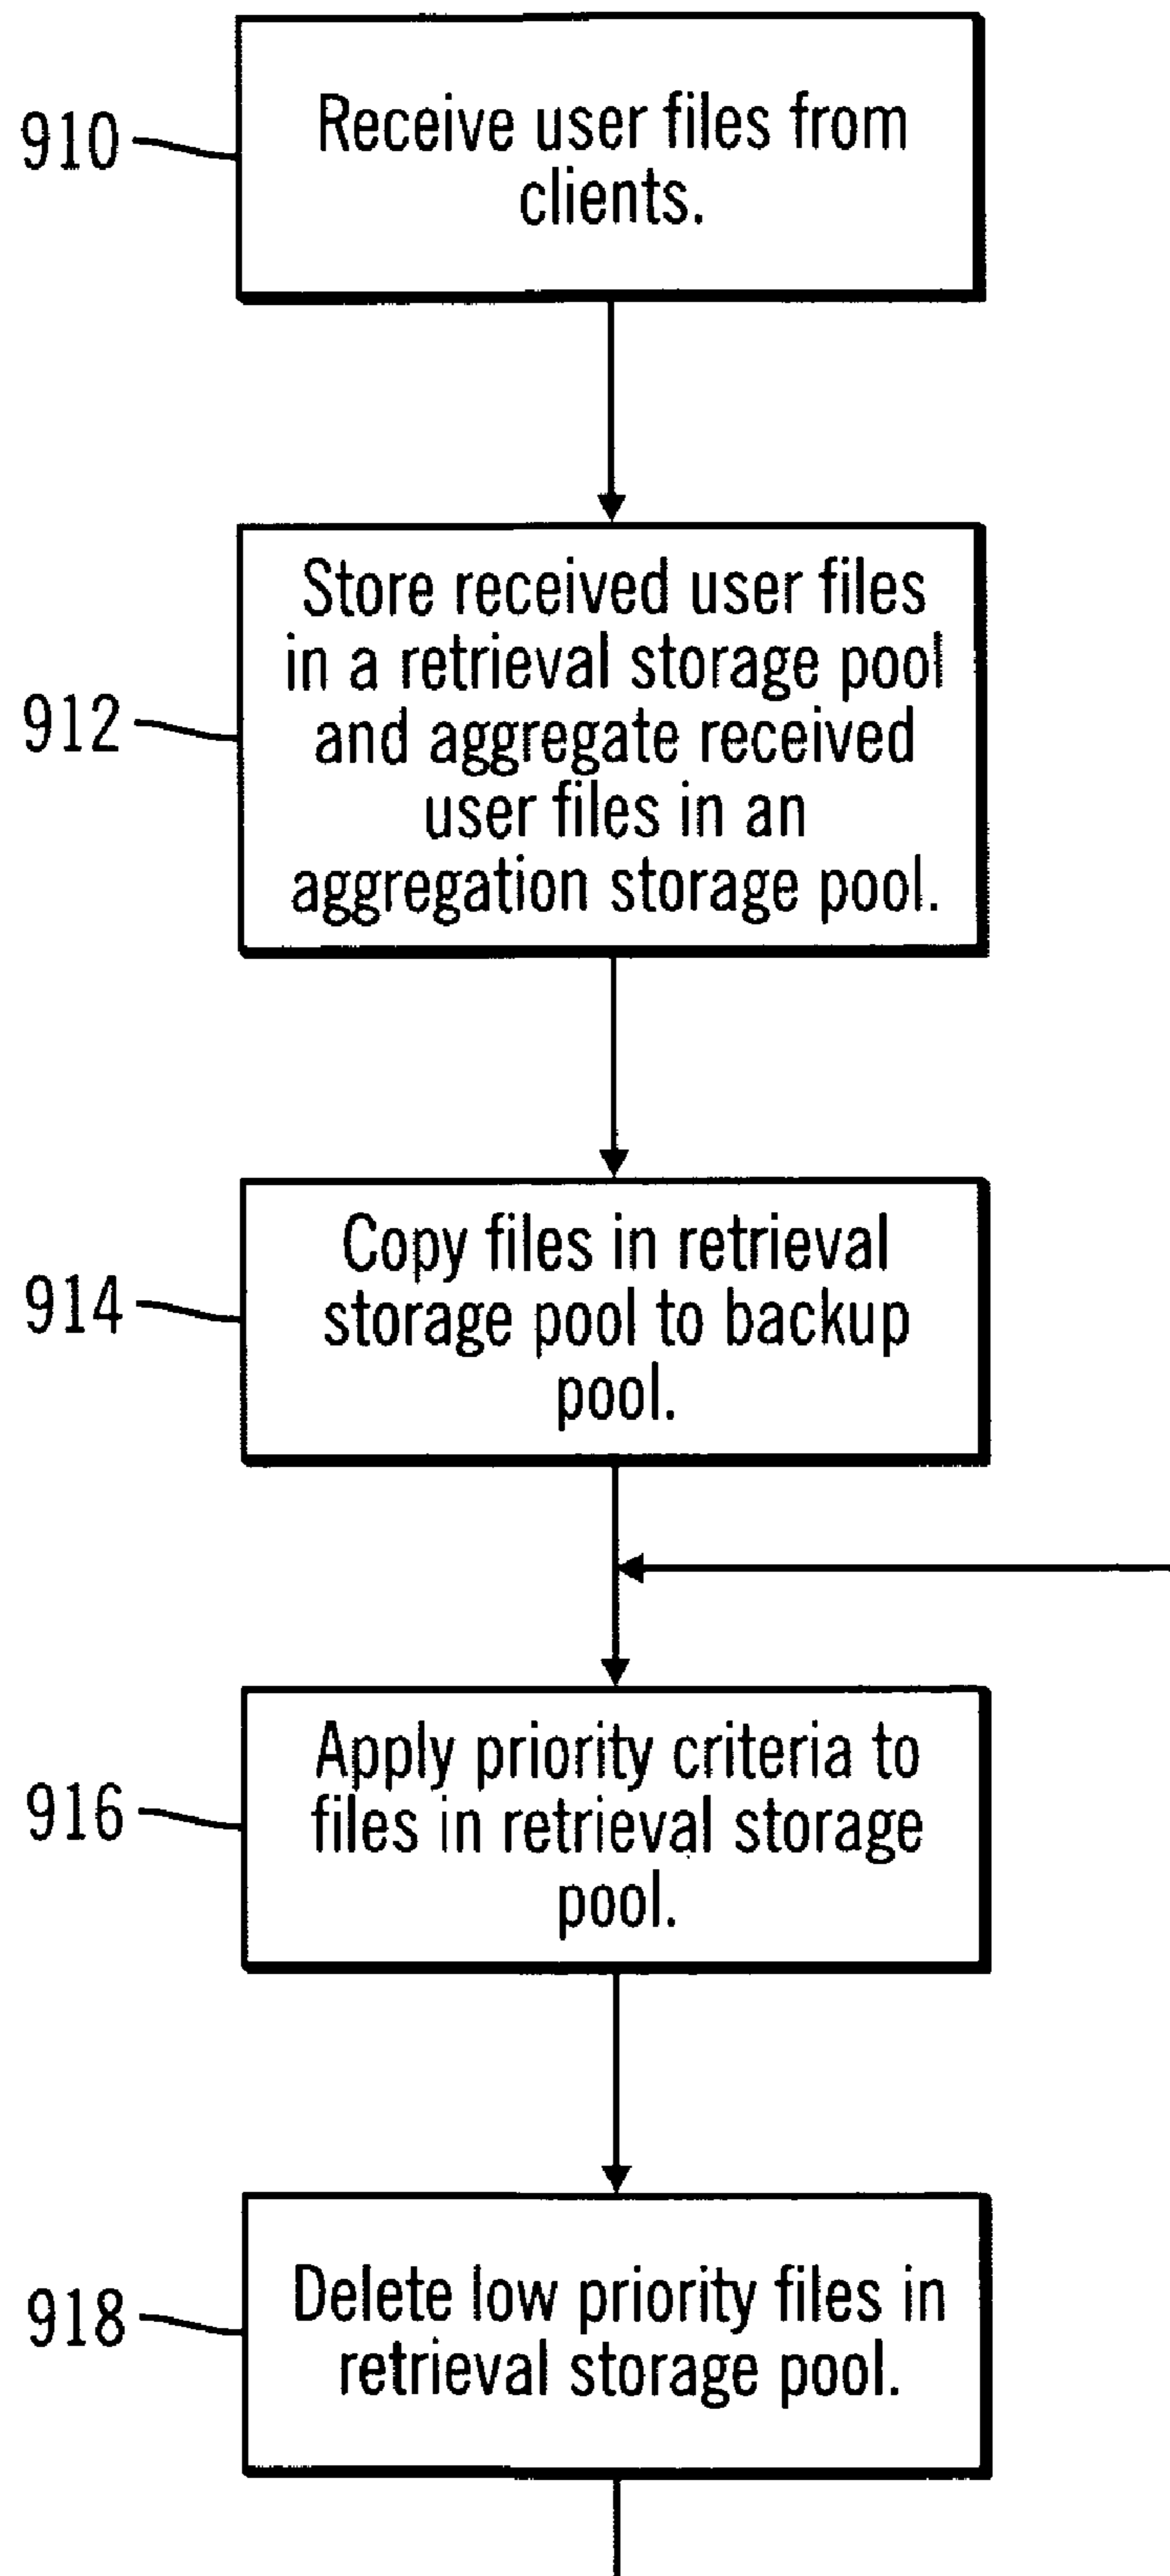 910
Receive user files from
clients.
912
Store received user files
in a retrieval storage pool
and aggregate received
user files in an
aggregation storage pool.
914
Copy files in retrieval
storage pool to backup
pool.
916
Apply priority criteria to
files in retrieval storage
pool.
918
Delete low priority files in
retrieval storage pool.